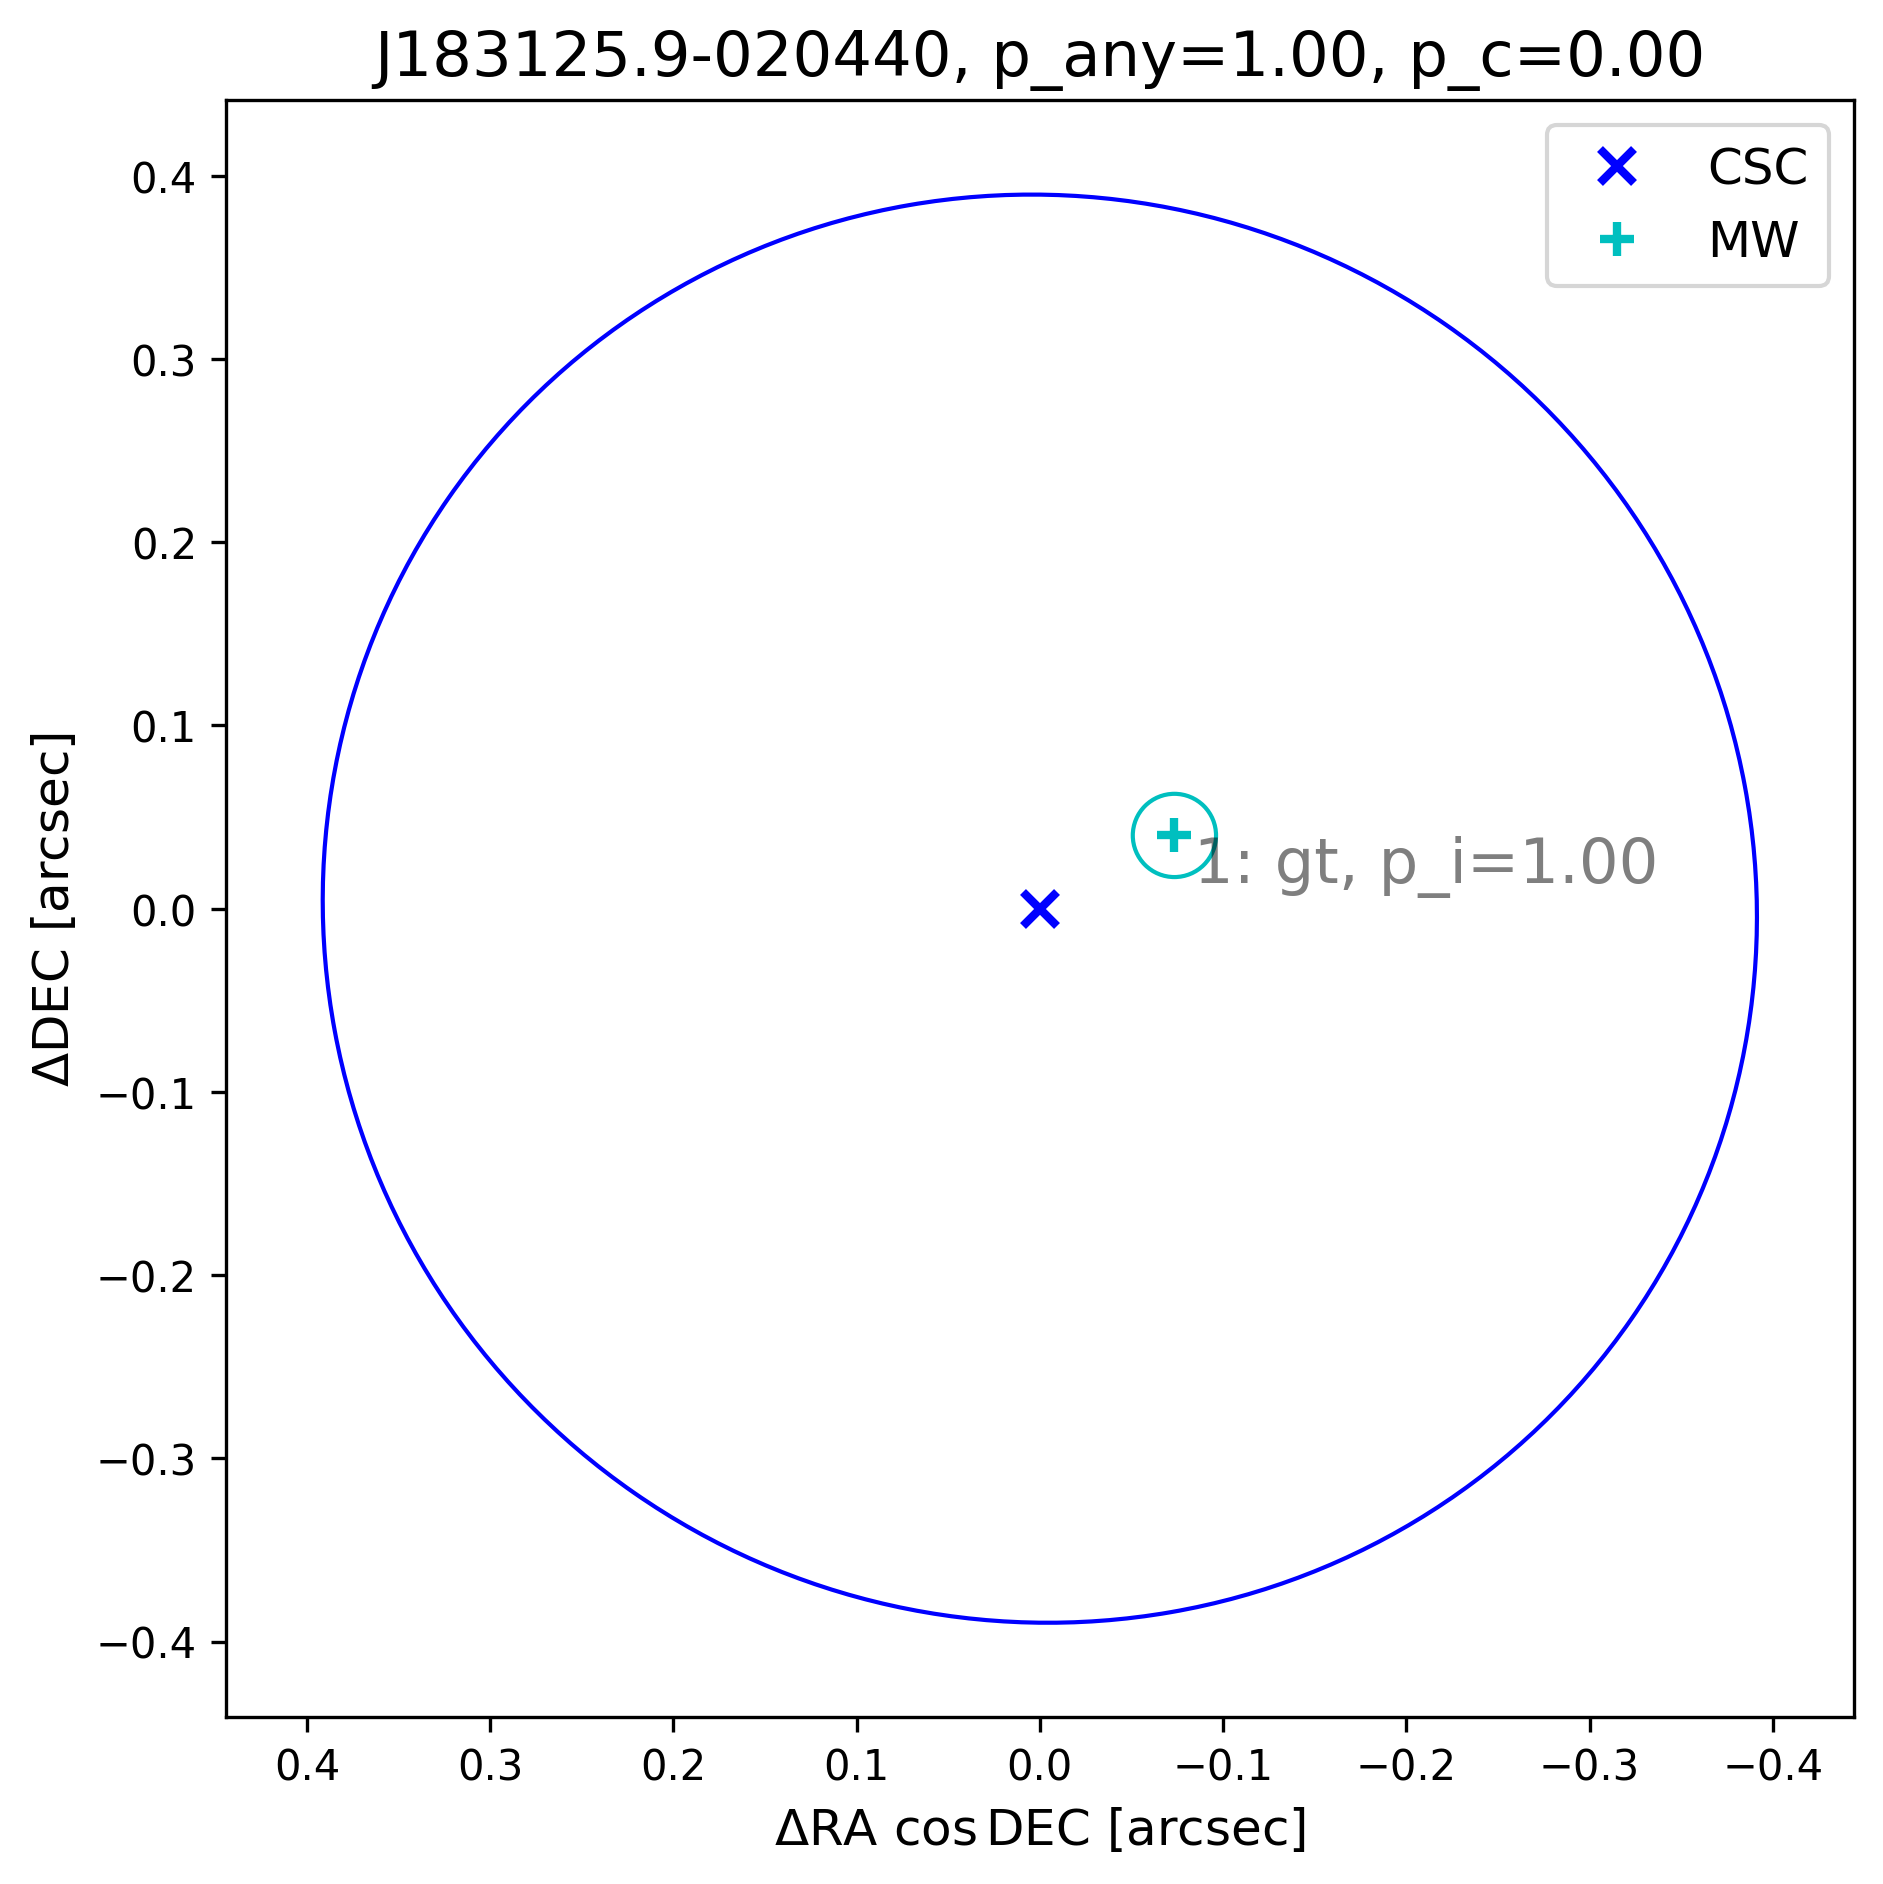 J183125.9-020440, p_any=1.00, p_c=0.00
CSC
MW
0.4
0.3
0.2
0.1
0.0
−0.1
−0.2
−0.3
−0.4
ΔDEC [arcsec]
1: gt, p_i=1.00
0.4 0.3 0.2 0.1 0.0 −0.1 −0.2 −0.3 −0.4
ΔRA cos DEC [arcsec]